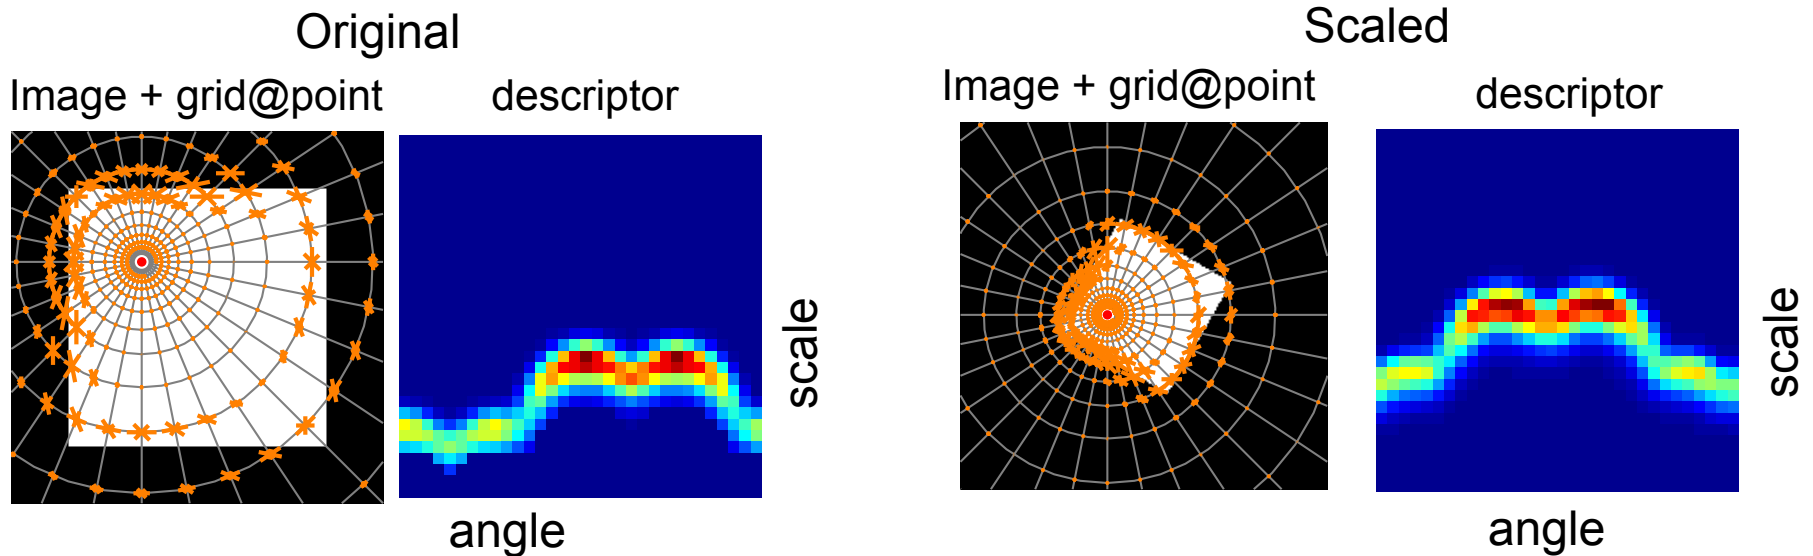 Original
Image + grid@point
descriptor
scale
angle
Scaled
Image + grid@point
descriptor
scale
angle